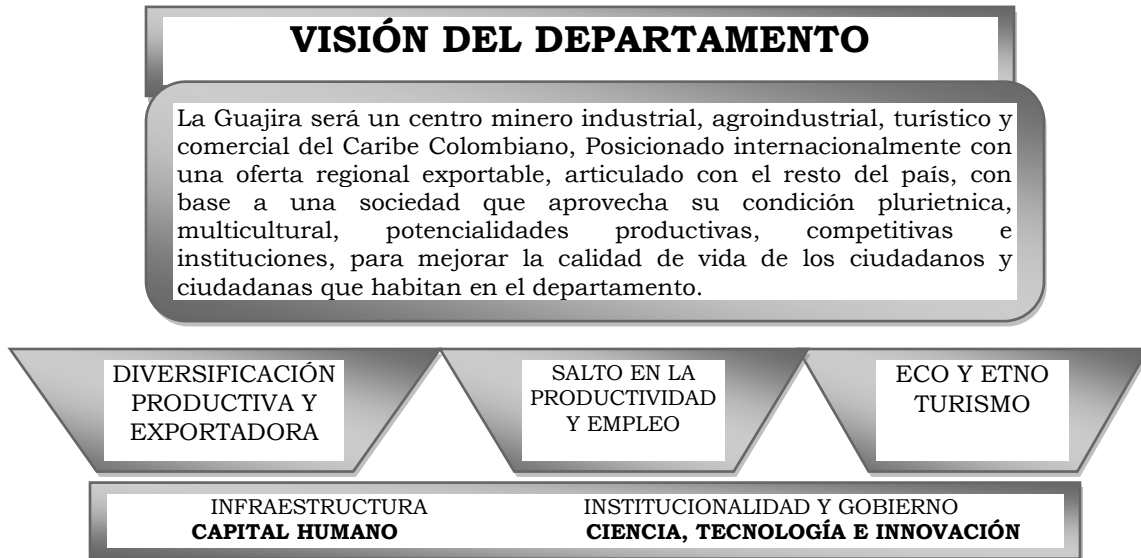 VISIÓN DEL DEPARTAMENTO
La Guajira será un centro minero industrial, agroindustrial, turístico y
comercial del Caribe Colombiano, Posicionado internacionalmente con
una oferta regional exportable, articulado con el resto del país, con
base a una sociedad que aprovecha su condición plurietnica,
multicultural, potencialidades productivas, competitivas e
instituciones, para mejorar la calidad de vida de los ciudadanos y
ciudadanas que habitan en el departamento.
DIVERSIFICACIÓN
PRODUCTIVA Y
EXPORTADORA
SALTO EN LA
PRODUCTIVIDAD
Y EMPLEO
ECO Y ETNO
TURISMO
INFRAESTRUCTURA INSTITUCIONALIDAD Y GOBIERNO
CAPITAL HUMANO CIENCIA, TECNOLOGÍA E INNOVACIÓN